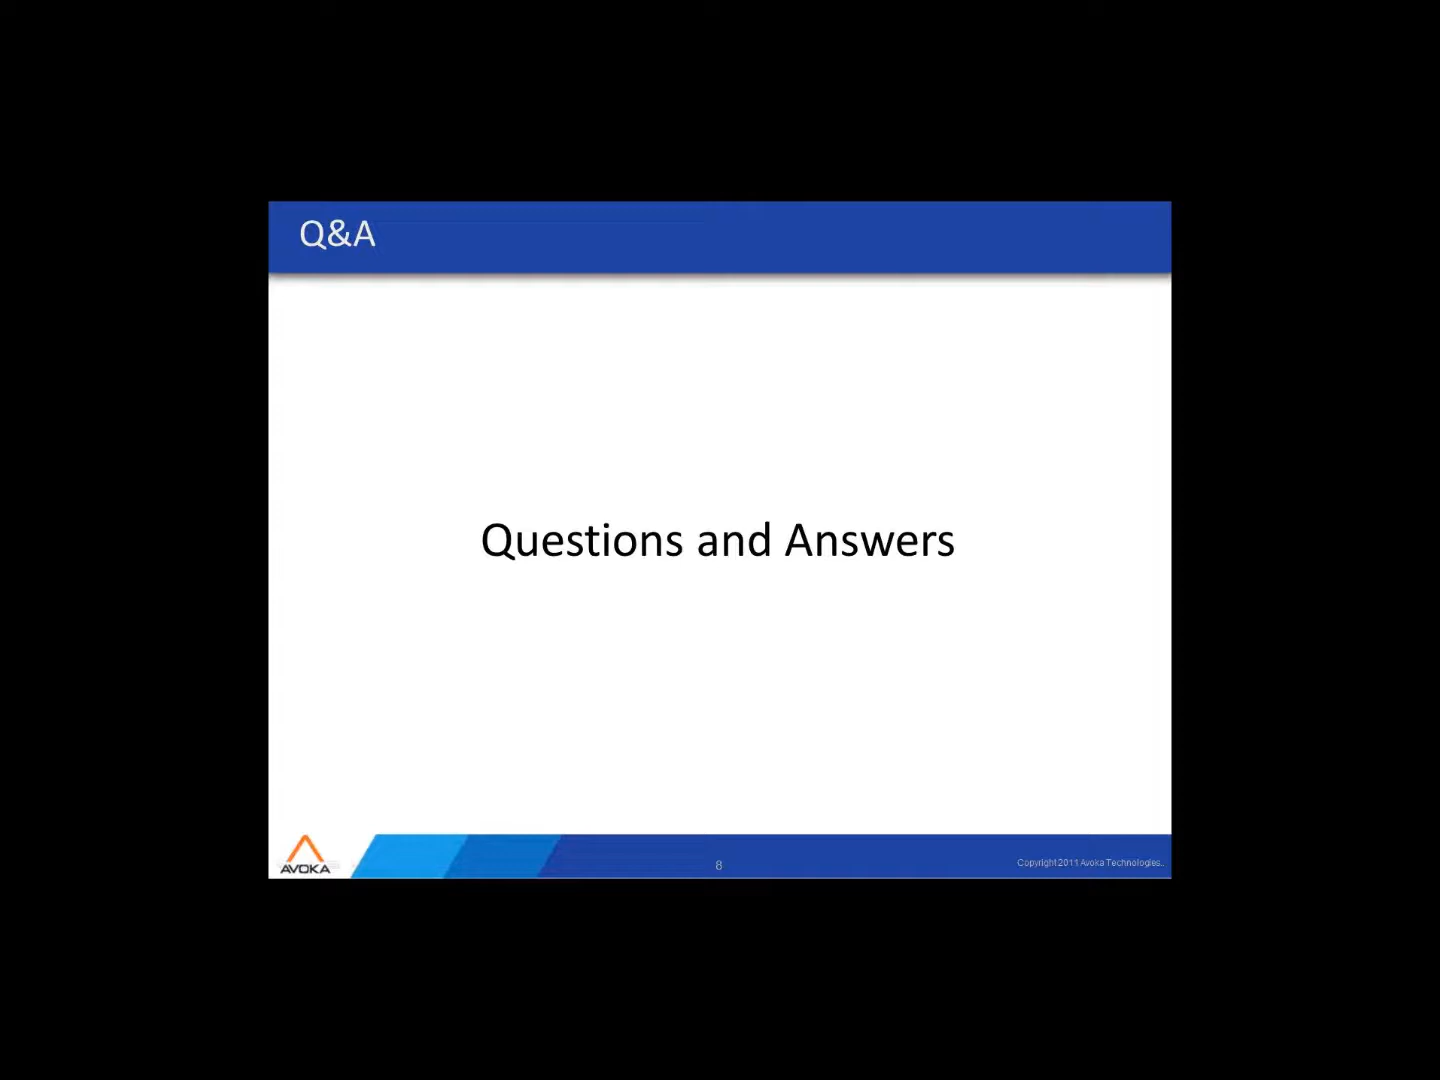 Q&A
Questions and Answers
AVOKA
8
Copyright 2011 Avoka Technologies..